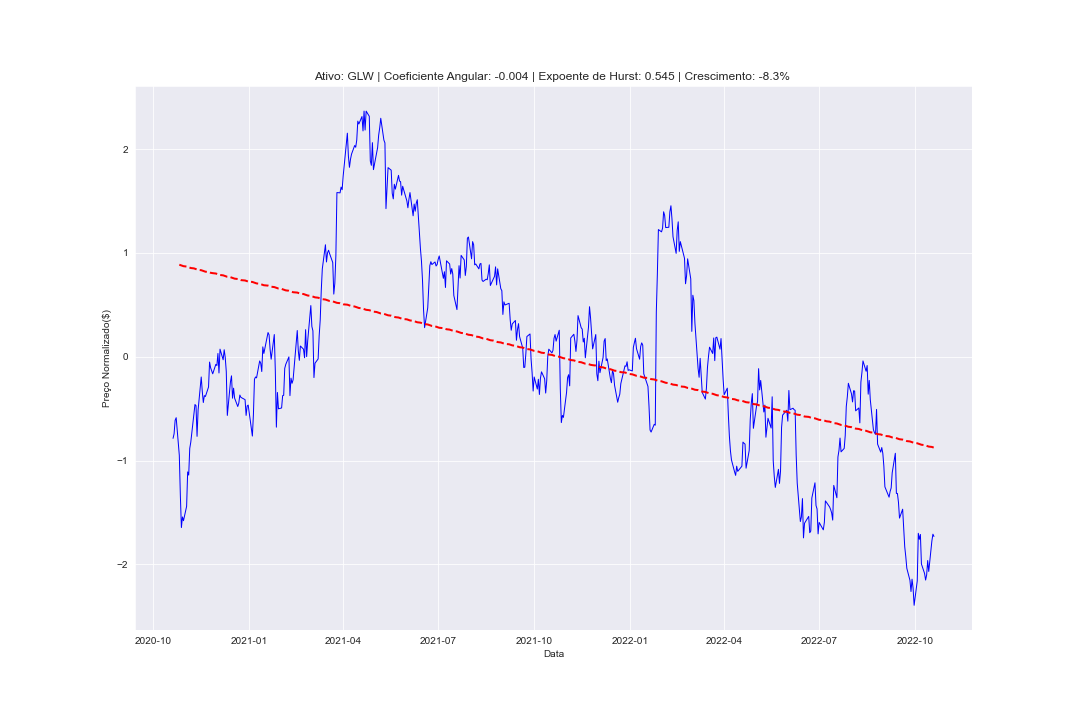 Ativo: GLW | Coeficiente Angular: -0.004 | Expoente de Hurst: 0.545 | Crescimento: -8.3%
Preço Normalizado($)
2
1
0
−1
−2
2020-10 2021-01 2021-04 2021-07 2021-10 2022-01 2022-04 2022-07 2022-10
Data